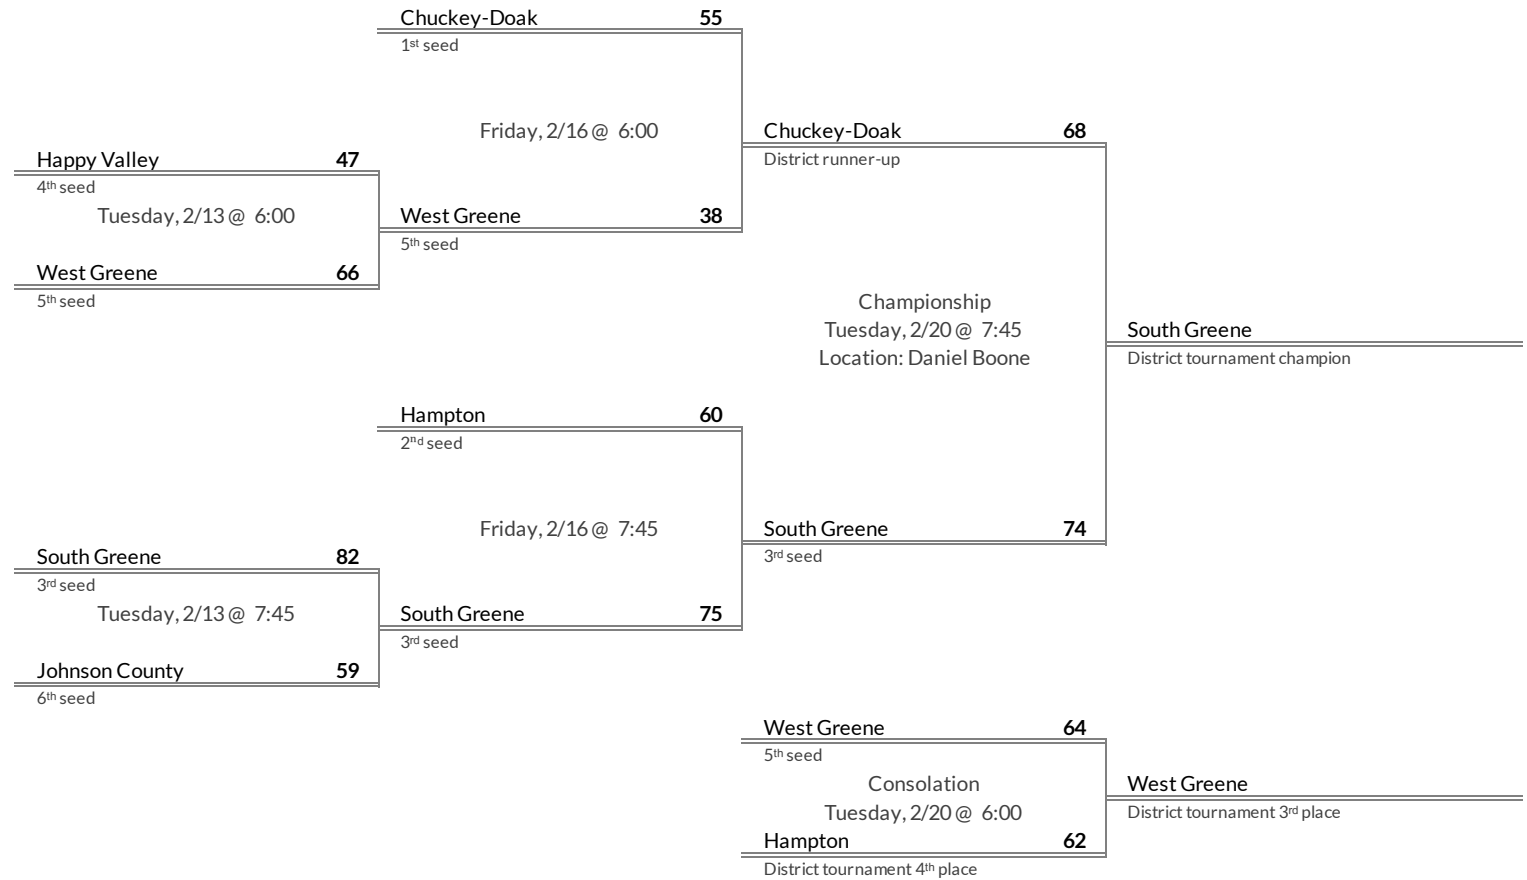 Chuckey-Doak 55
1st seed
Friday, 2/16 @ 6:00
Chuckey-Doak 68
District runner-up
Happy Valley 47
4th seed
Tuesday, 2/13 @ 6:00
West Greene 38
5th seed
West Greene 66
5th seed
Championship
Tuesday, 2/20 @ 7:45
Location: Daniel Boone
South Greene
District tournament champion
Hampton 60
2nd seed
Friday, 2/16 @ 7:45
South Greene 74
3rd seed
South Greene 82
3rd seed
Tuesday, 2/13 @ 7:45
South Greene 75
3rd seed
Johnson County 59
6th seed
West Greene 64
5th seed
Consolation
Tuesday, 2/20 @ 6:00
West Greene
District tournament 3rd place
Hampton 62
District tournament 4th place